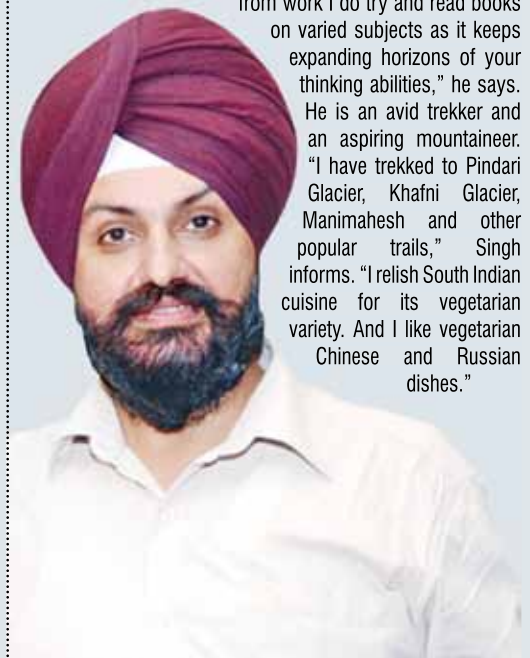 from work I do try and read books
on varied subjects as it keeps
expanding horizons of your
thinking abilities,” he says.
He is an avid trekker and
an aspiring mountaineer.
“I have trekked to Pindari
Glacier, Khafni Glacier,
Manimahesh and other
popular trails,” Singh
informs. “I relish South Indian
cuisine for its vegetarian
variety. And I like vegetarian
Chinese and Russian
dishes.”